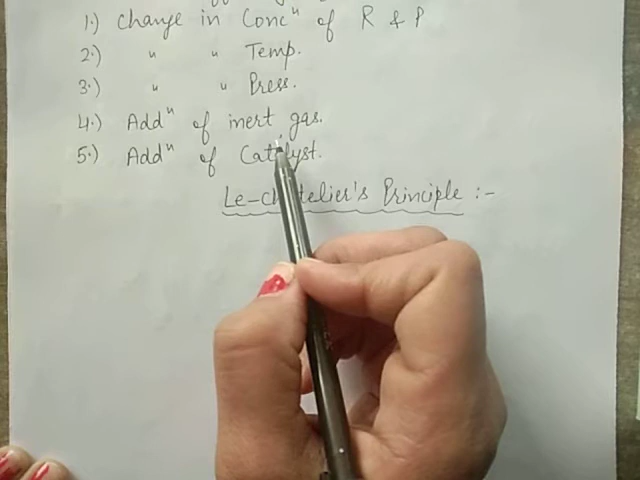 1.) Change in Concⁿ of R & P
2.) " " Temp.
3.) " " Press.
4.) Addⁿ of inert gas.
5.) Addⁿ of Catalyst.
Le-chatelier's Principle :-